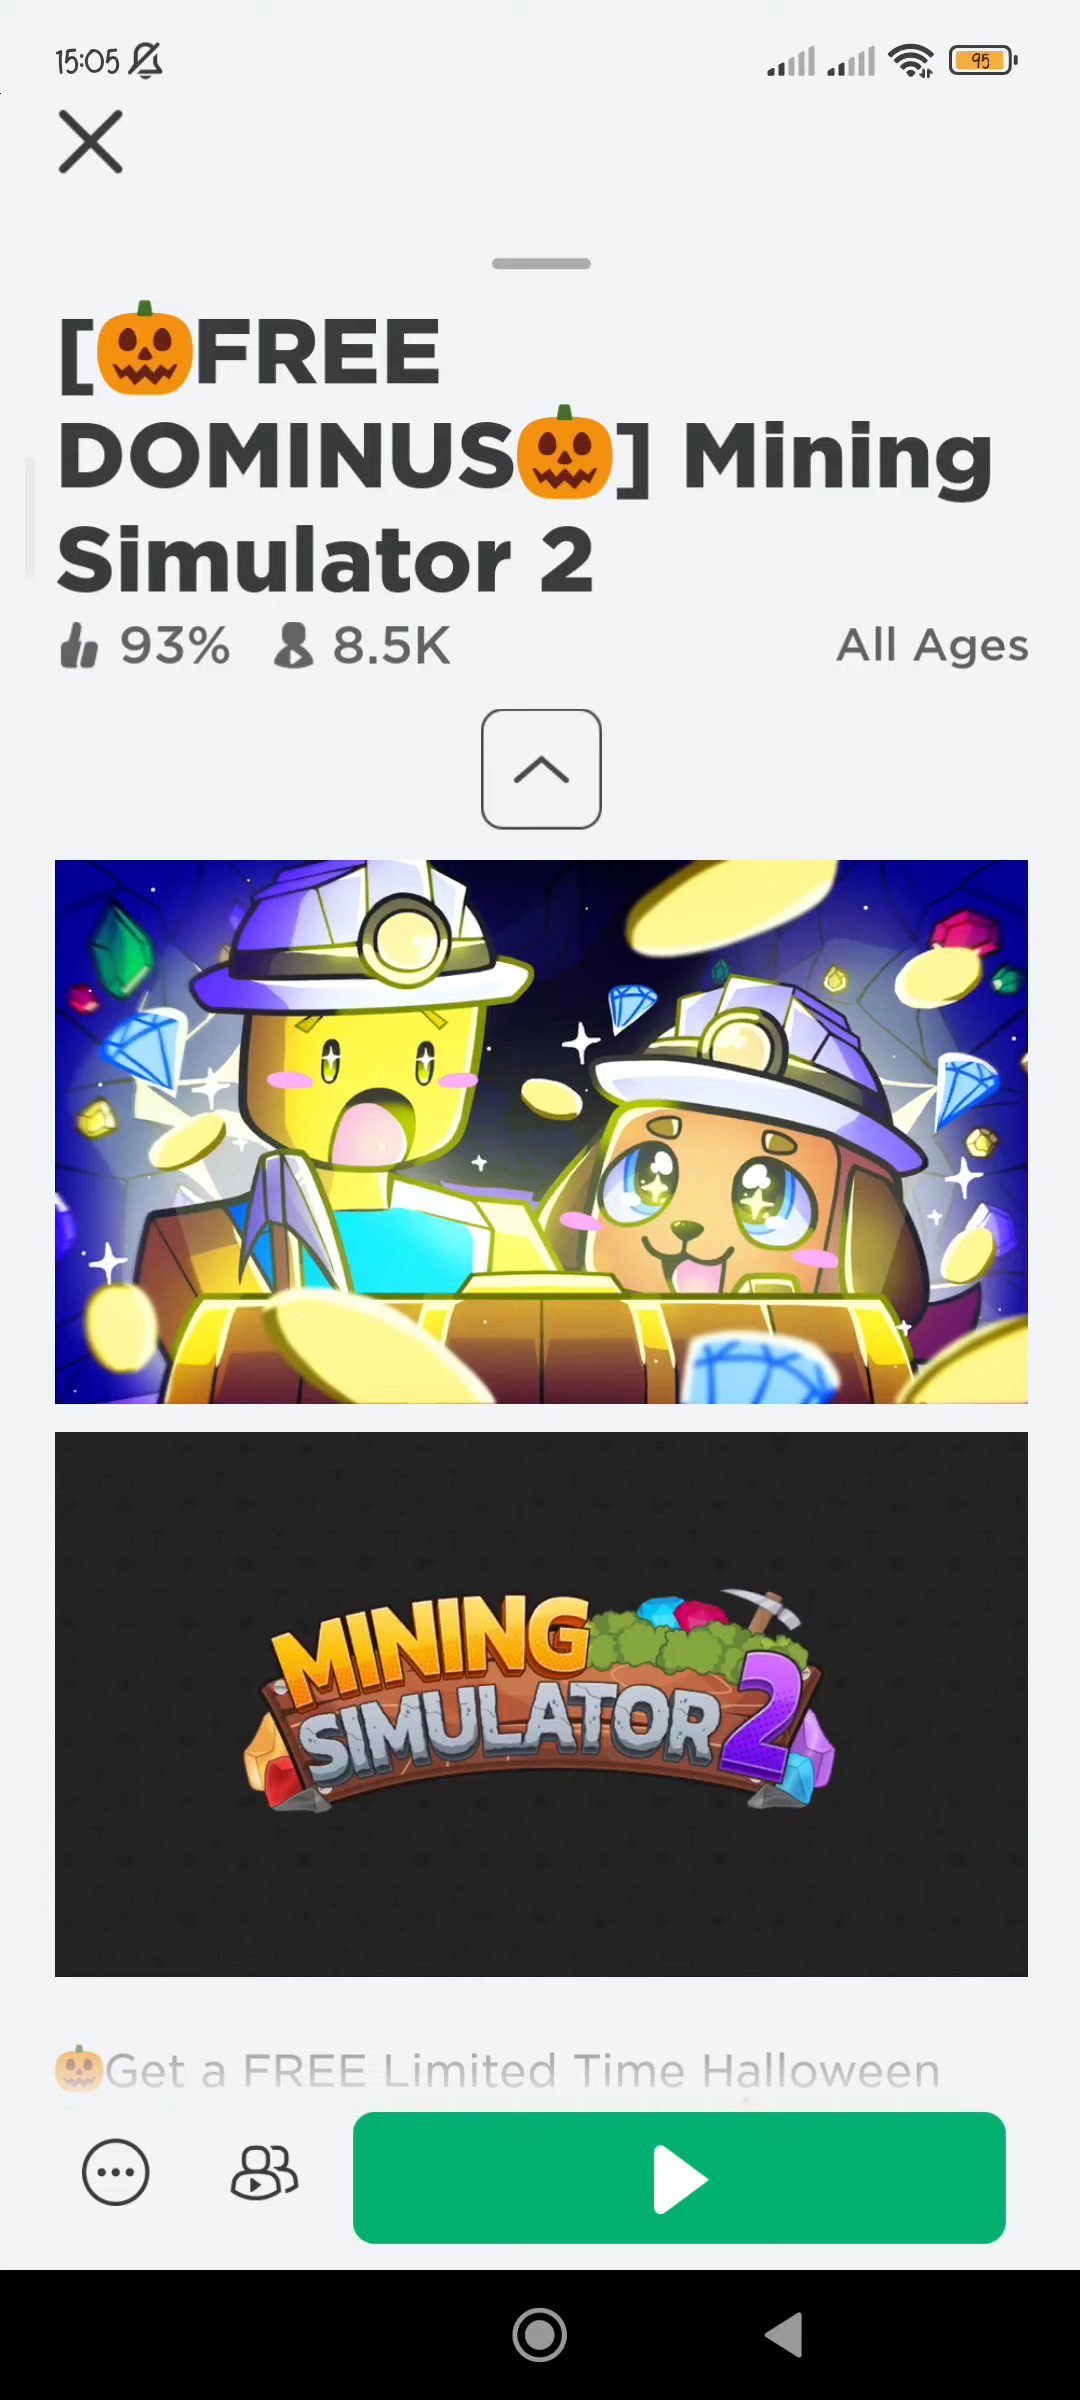 15:05
95
[🎃FREE
DOMINUS🎃] Mining
Simulator 2
93% 8.5K All Ages
MINING
SIMULATOR 2
🎃Get a FREE Limited Time Halloween